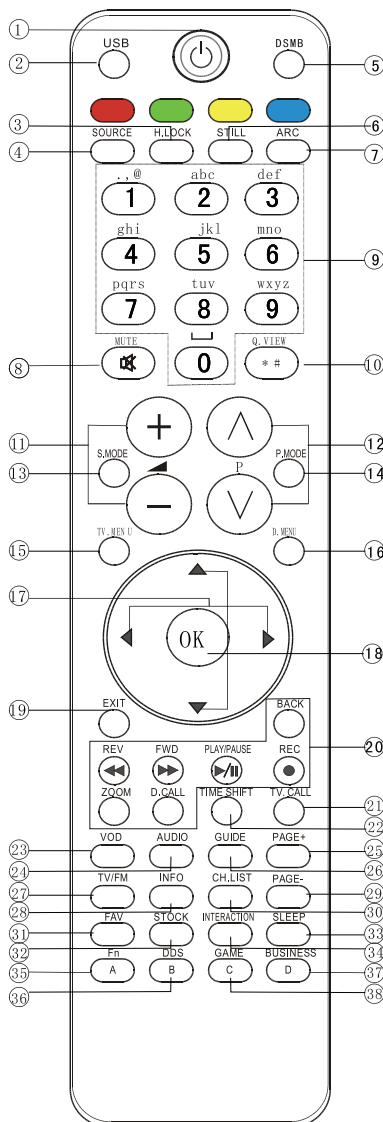 ①
USB
DSMB
②
⑤
③
⑥
SOURCE H.LOCK STILL ARC
④
⑦
.,@ abc def
1 2 3
ghi jkl mno
4 5 6
⑨
pqrs tuv wxyz
7 8 9
MUTE
Q.VIEW
⑧
0
* #
⑩
⑪
+
⑫
S.MODE
P
P.MODE
⑬
⑭
−
TV.MENU
D.MENU
⑮
⑯
⑰
OK
⑱
EXIT
BACK
⑲
REV FWD PLAY/PAUSE REC
⑳
ZOOM D.CALL TIME SHIFT TV.CALL
㉑
㉒
VOD AUDIO GUIDE PAGE+
㉓
㉔
㉕
㉖
TV/FM INFO CH.LIST PAGE-
㉗
㉘
㉙
㉚
FAV STOCK INTERACTION SLEEP
㉛
㉜
㉝
㉞
Fn DDS GAME BUSINESS
A B C D
㉟
㊱
㊲
㊳